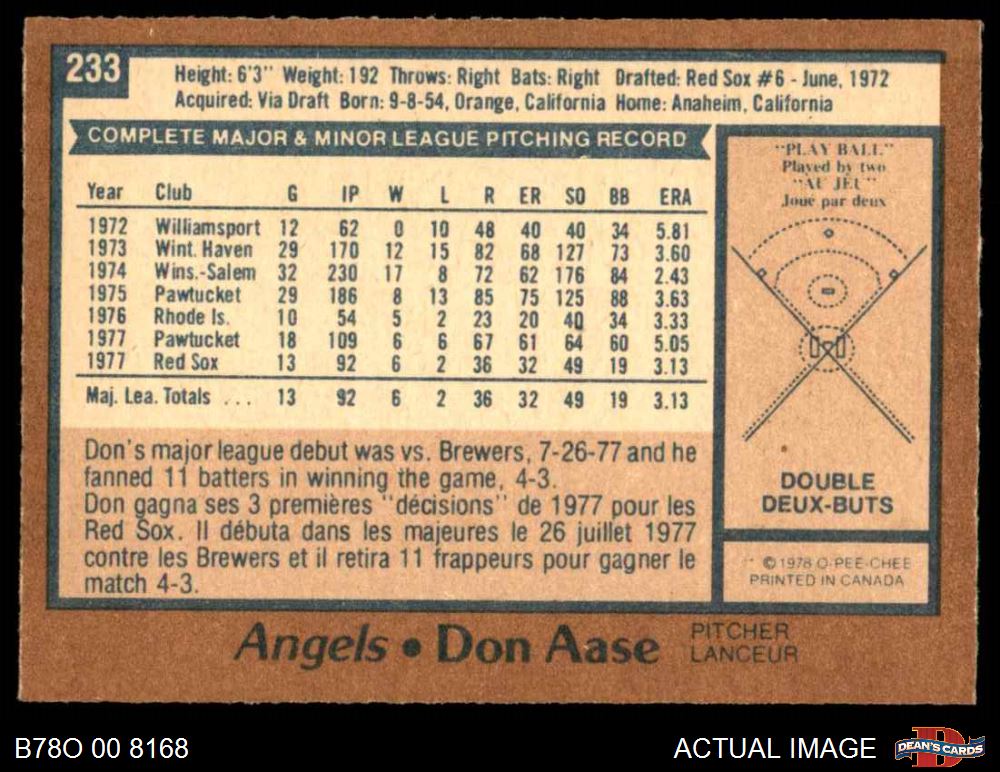 233
Height: 6'3" Weight: 192 Throws: Right Bats: Right Drafted: Red Sox #6 - June, 1972
Acquired: Via Draft Born: 9-8-54, Orange, California Home: Anaheim, California
COMPLETE MAJOR & MINOR LEAGUE PITCHING RECORD
Year Club G IP W L R ER SO BB ERA
1972 Williamsport 12 62 0 10 48 40 40 34 5.81
1973 Wint. Haven 29 170 12 15 82 68 127 73 3.60
1974 Wins.-Salem 32 230 17 8 72 62 176 84 2.43
1975 Pawtucket 29 186 8 13 85 75 125 88 3.63
1976 Rhode Is. 10 54 5 2 23 20 40 34 3.33
1977 Pawtucket 18 109 6 6 67 61 64 60 5.05
1977 Red Sox 13 92 6 2 36 32 49 19 3.13
Maj. Lea. Totals ... 13 92 6 2 36 32 49 19 3.13
Don's major league debut was vs. Brewers, 7-26-77 and he
fanned 11 batters in winning the game, 4-3.
Don gagna ses 3 premières "décisions" de 1977 pour les
Red Sox. Il débuta dans les majeures le 26 juillet 1977
contre les Brewers et il retira 11 frappeurs pour gagner le
match 4-3.
"PLAY BALL"
Played by two
"AU JEU"
Joué par deux
DOUBLE
DEUX-BUTS
** © 1978 O-PEE-CHEE
PRINTED IN CANADA
Angels • Don Aase
PITCHER
LANCEUR
B78O 00 8168
ACTUAL IMAGE
D
DEAN'S CARDS